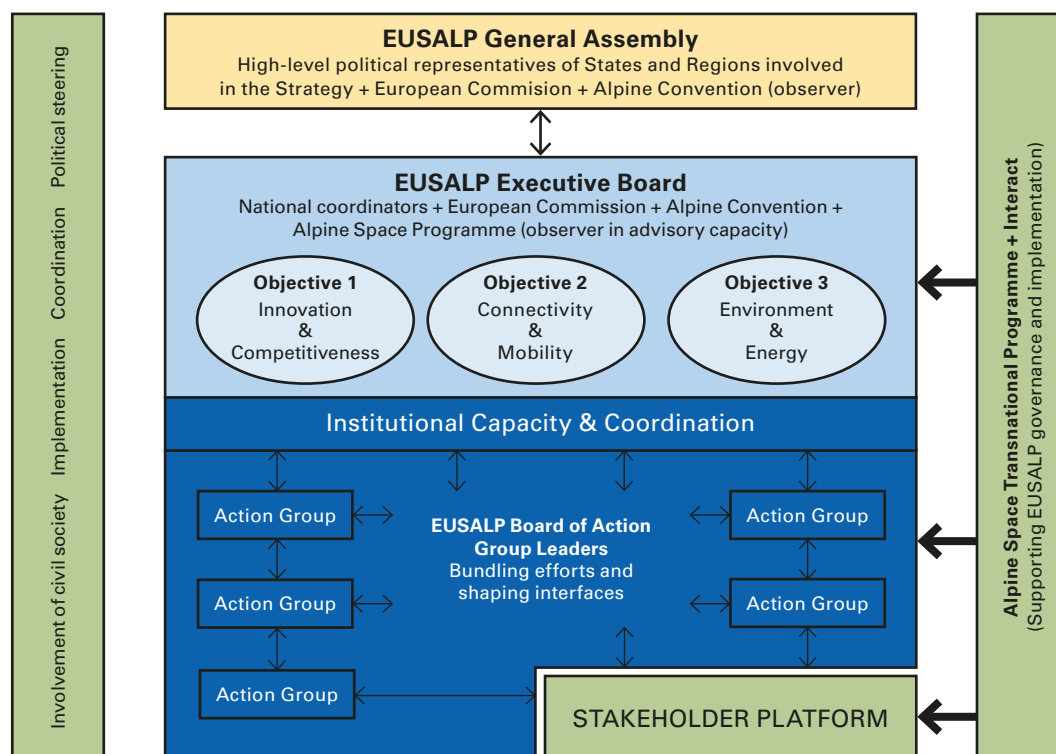 Political steering
Coordination
Implementation
Involvement of civil society
EUSALP General Assembly
High-level political representatives of States and Regions involved
in the Strategy + European Commision + Alpine Convention (observer)
EUSALP Executive Board
National coordinators + European Commission + Alpine Convention +
Alpine Space Programme (observer in advisory capacity)
Objective 1
Innovation
&
Competitiveness
Objective 2
Connectivity
&
Mobility
Objective 3
Environment
&
Energy
Institutional Capacity & Coordination
Action Group
Action Group
Action Group
EUSALP Board of Action
Group Leaders
Bundling efforts and
shaping interfaces
Action Group
Action Group
STAKEHOLDER PLATFORM
Alpine Space Transnational Programme + Interact
(Supporting EUSALP governance and implementation)